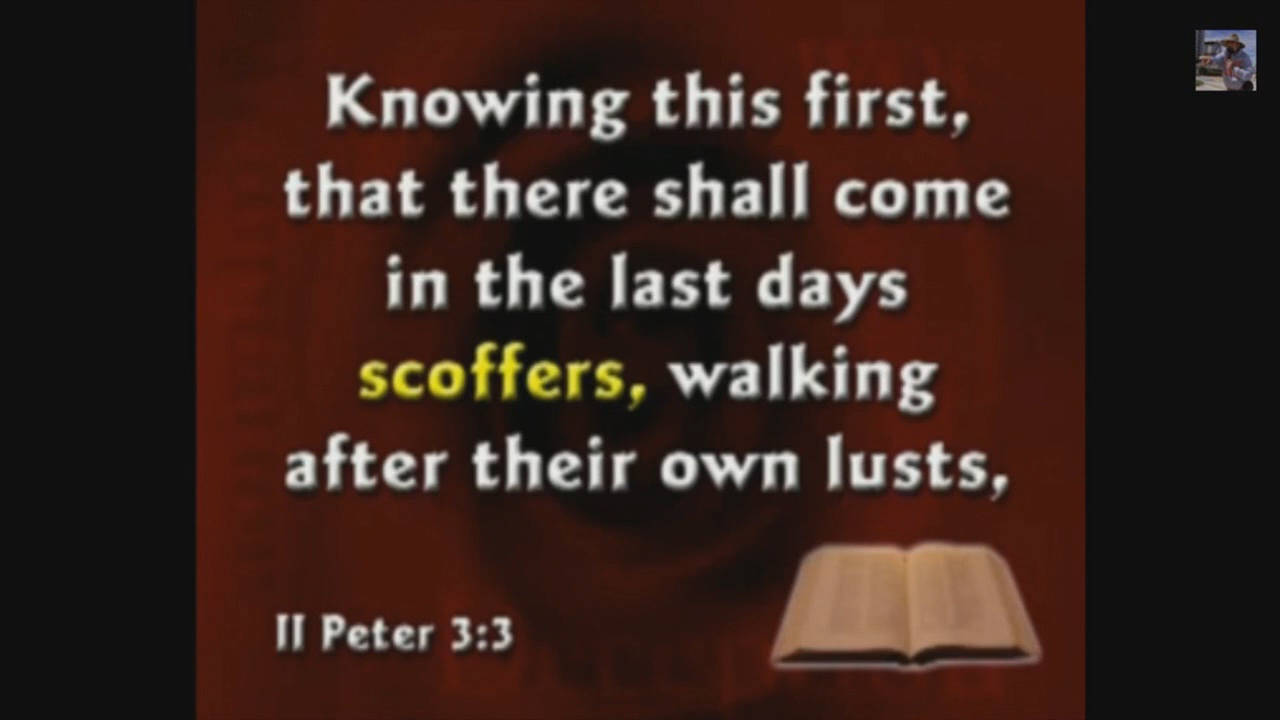 Knowing this first,
that there shall come
in the last days
scoffers, walking
after their own lusts,
II Peter 3:3